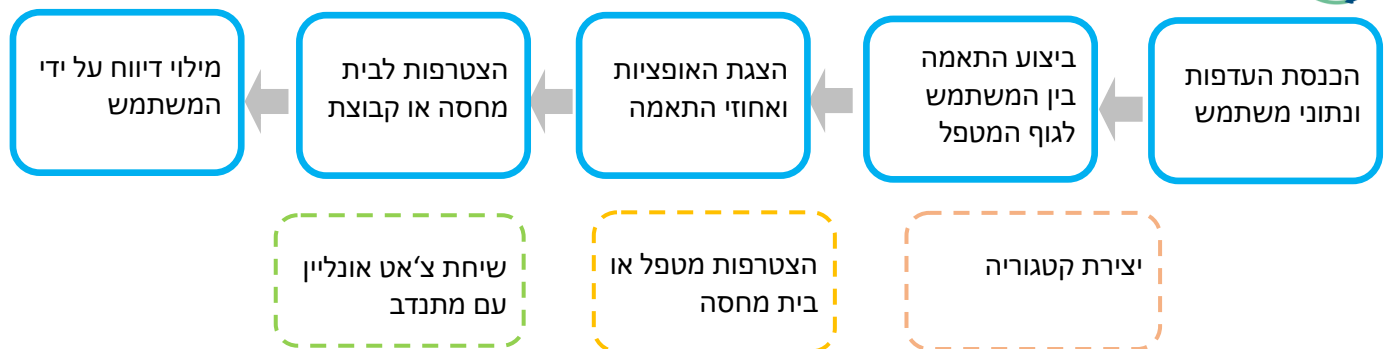 הכנסת העדפות
ונתוני משתמש
ביצוע התאמה
בין המשתמש
לגוף המטפל
הצגת האופציות
ואחוזי התאמה
הצטרפות לבית
מחסה או קבוצת
מילוי דיווח על ידי
המשתמש
יצירת קטגוריה
הצטרפות מטפל או
בית מחסה
שיחת צ'אט אונליין
עם מתנדב